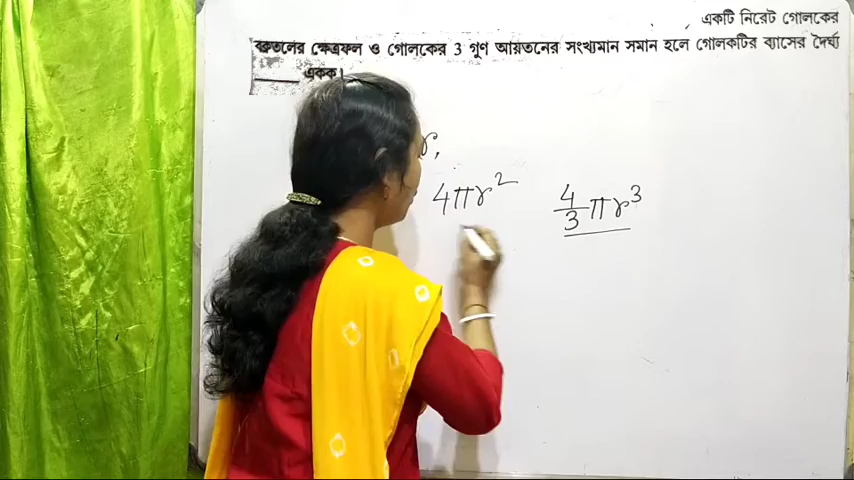 একটি নিরেট গোলকের
বক্রতলের ক্ষেত্রফল ও গোলকের 3 গুণ আয়তনের সংখ্যামান সমান হলে গোলকটির ব্যাসের দৈর্ঘ্য
একক।
r,
4πr² 4/3 πr³